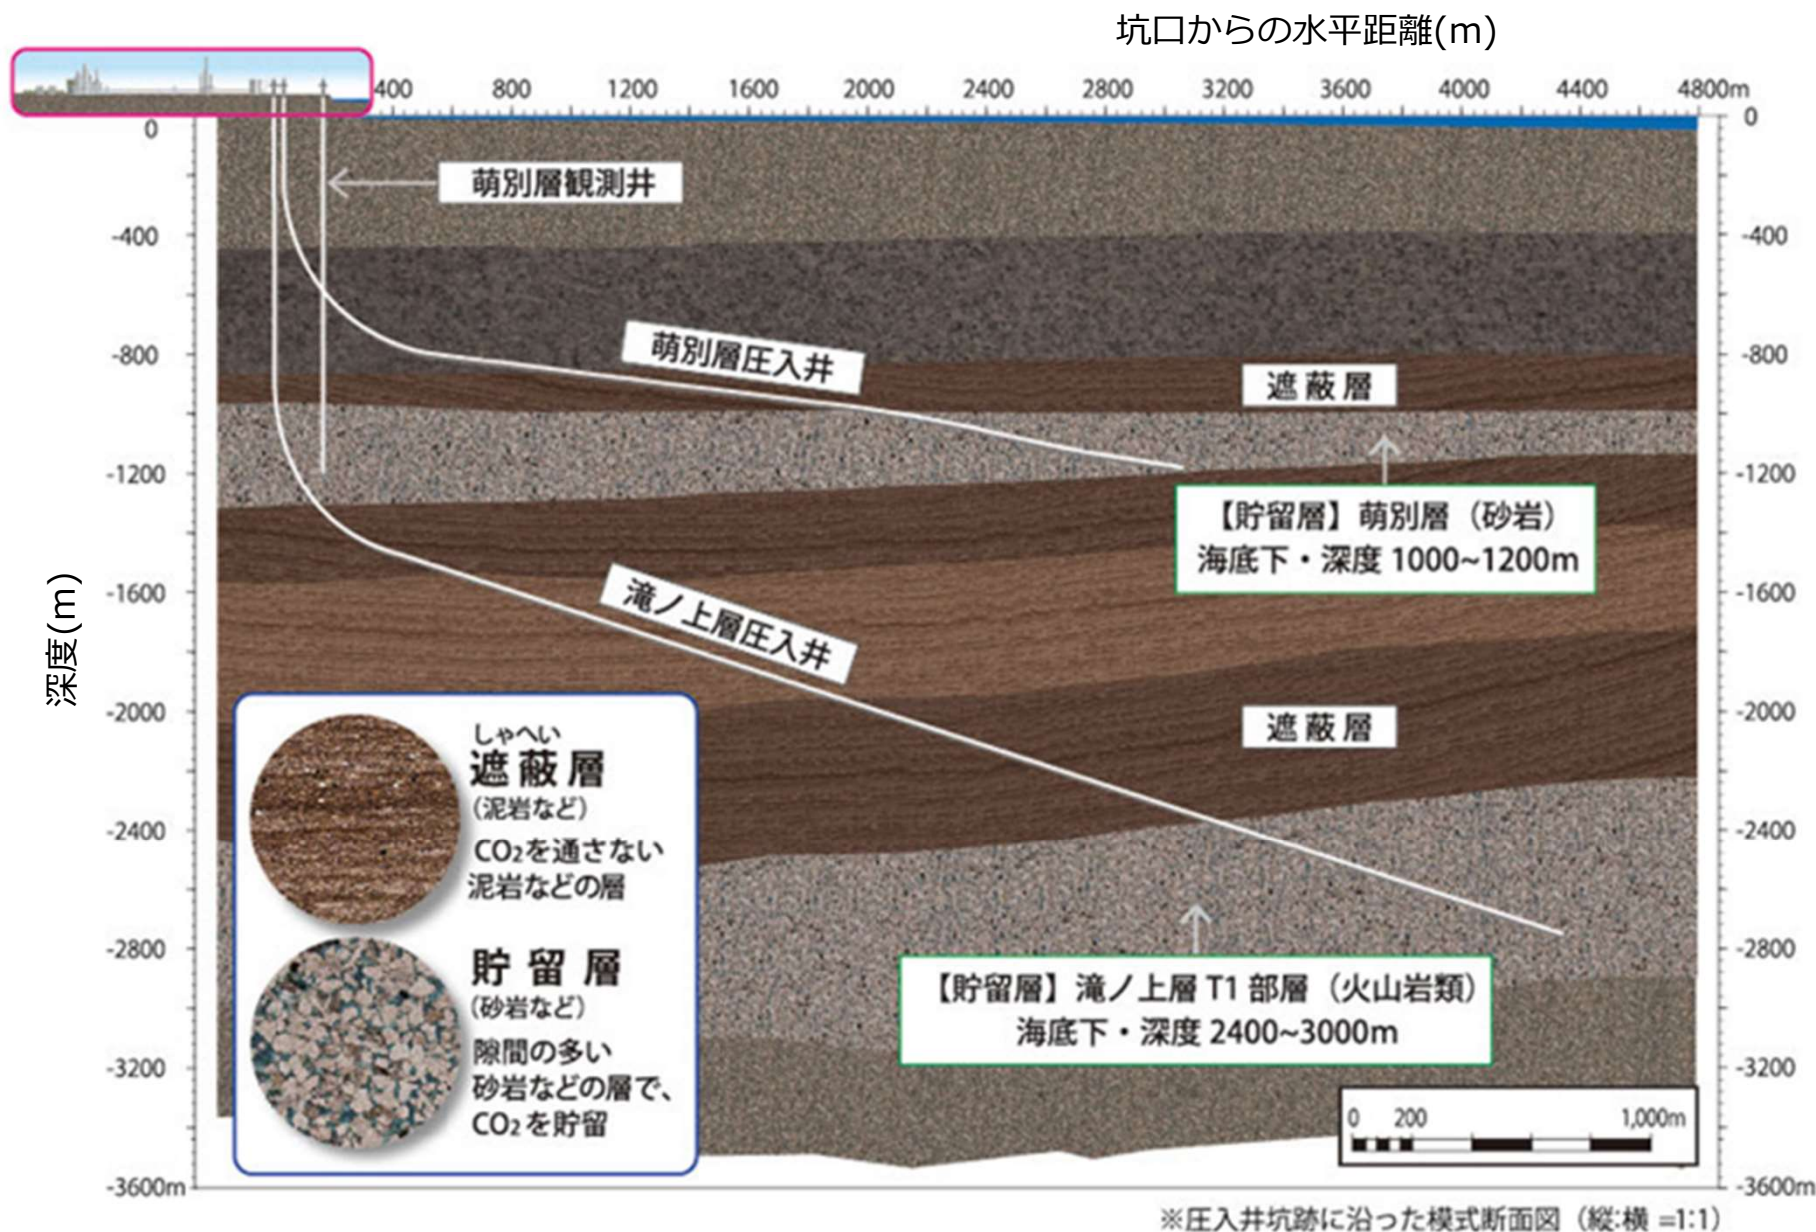 坑口からの水平距離(m)
400 800 1200 1600 2000 2400 2800 3200 3600 4000 4400 4800m
0 0
萌別層観測井
-400 -400
-800 -800
萌別層圧入井
遮蔽層
-1200 -1200
【貯留層】萌別層（砂岩）
海底下・深度 1000~1200m
深度(m)
-1600 -1600
滝ノ上層圧入井
-2000 -2000
遮蔽層
しゃへい
遮蔽層
（泥岩など）
CO₂を通さない
泥岩などの層
-2400 -2400
-2800 -2800
貯留層
（砂岩など）
隙間の多い
砂岩などの層で、
CO₂を貯留
【貯留層】滝ノ上層 T1 部層（火山岩類）
海底下・深度 2400~3000m
-3200 -3200
0 200 1,000m
-3600m -3600m
※圧入井坑跡に沿った模式断面図（縦:横 =1:1）